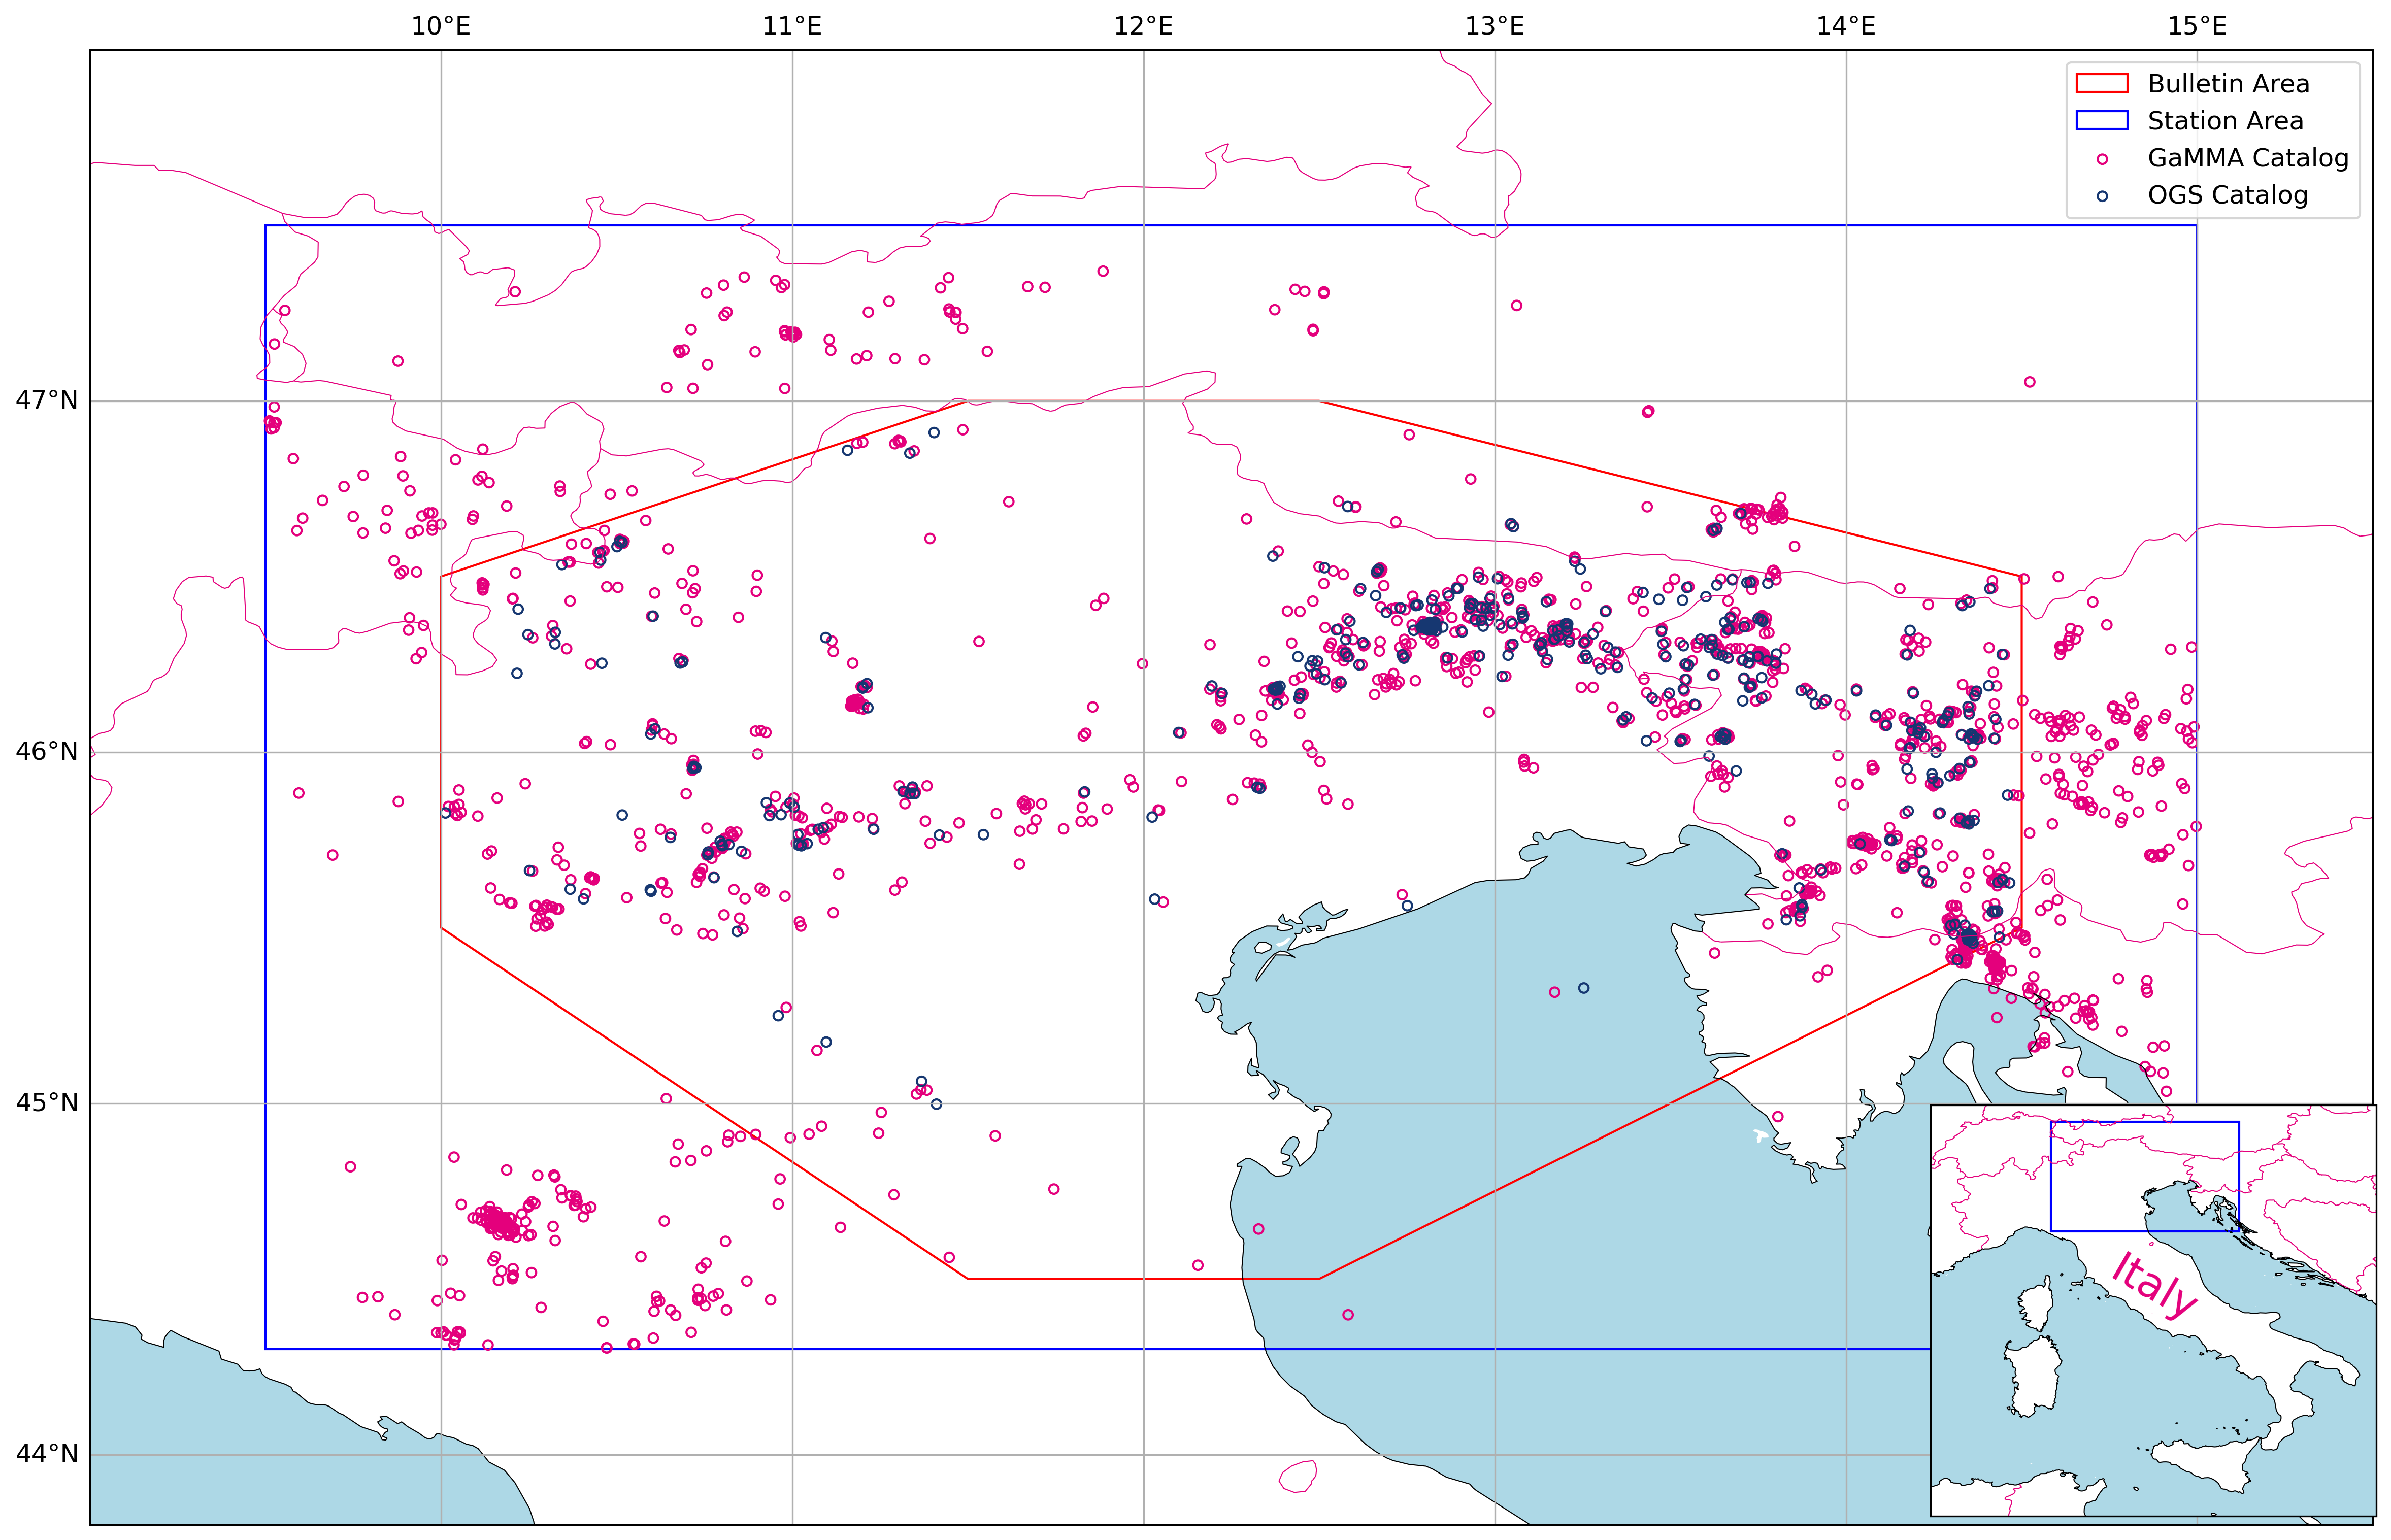 10°E 11°E 12°E 13°E 14°E 15°E
Bulletin Area
Station Area
GaMMA Catalog
OGS Catalog
47°N
46°N
45°N
44°N
Italy